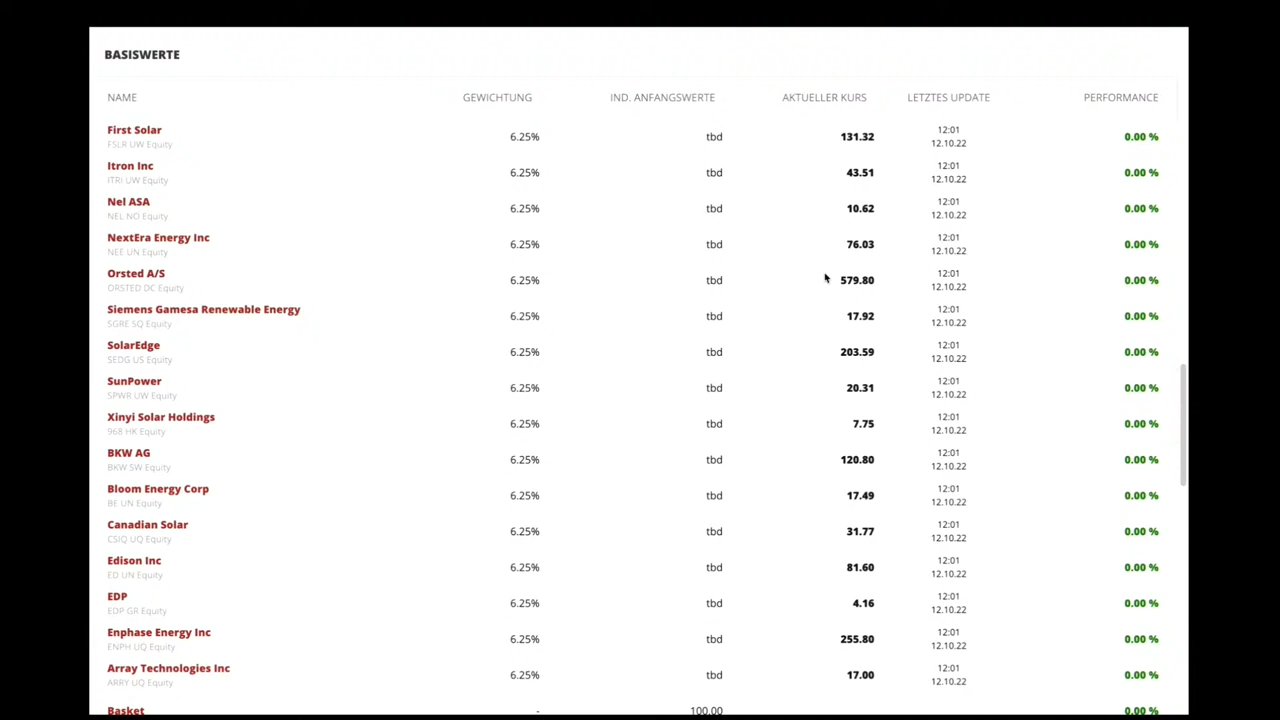 BASISWERTE
NAME GEWICHTUNG IND. ANFANGSWERTE AKTUELLER KURS LETZTES UPDATE PERFORMANCE
First Solar
FSLR UW Equity 6.25% tbd 131.32 12:01 12.10.22 0.00 %
Itron Inc
ITRI UW Equity 6.25% tbd 43.51 12:01 12.10.22 0.00 %
Nel ASA
NEL NO Equity 6.25% tbd 10.62 12:01 12.10.22 0.00 %
NextEra Energy Inc
NEE UN Equity 6.25% tbd 76.03 12:01 12.10.22 0.00 %
Orsted A/S
ORSTED DC Equity 6.25% tbd 579.80 12:01 12.10.22 0.00 %
Siemens Gamesa Renewable Energy
SGRE SQ Equity 6.25% tbd 17.92 12:01 12.10.22 0.00 %
SolarEdge
SEDG US Equity 6.25% tbd 203.59 12:01 12.10.22 0.00 %
SunPower
SPWR UW Equity 6.25% tbd 20.31 12:01 12.10.22 0.00 %
Xinyi Solar Holdings
968 HK Equity 6.25% tbd 7.75 12:01 12.10.22 0.00 %
BKW AG
BKW SW Equity 6.25% tbd 120.80 12:01 12.10.22 0.00 %
Bloom Energy Corp
BE UN Equity 6.25% tbd 17.49 12:01 12.10.22 0.00 %
Canadian Solar
CSIQ UQ Equity 6.25% tbd 31.77 12:01 12.10.22 0.00 %
Edison Inc
ED UN Equity 6.25% tbd 81.60 12:01 12.10.22 0.00 %
EDP
EDP GR Equity 6.25% tbd 4.16 12:01 12.10.22 0.00 %
Enphase Energy Inc
ENPH UQ Equity 6.25% tbd 255.80 12:01 12.10.22 0.00 %
Array Technologies Inc
ARRY UQ Equity 6.25% tbd 17.00 12:01 12.10.22 0.00 %
Basket - 100.00 0.00 %